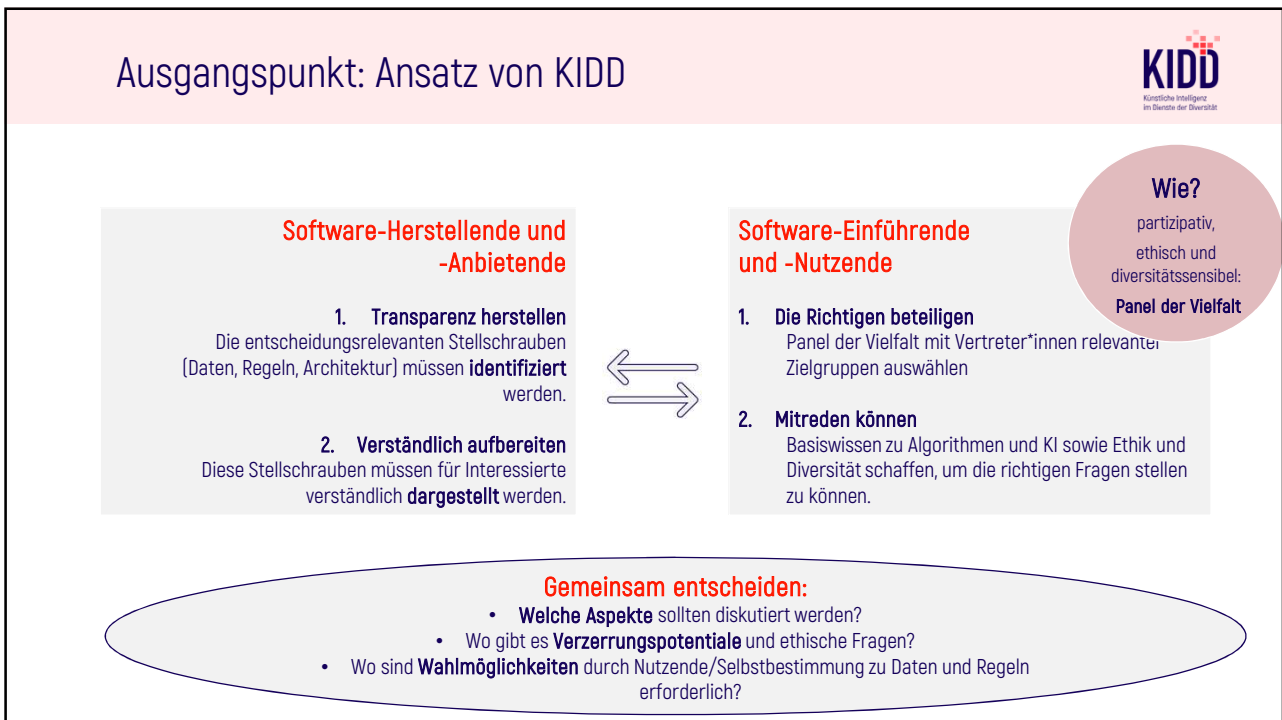 Ausgangspunkt: Ansatz von KIDD
KIDD
Künstliche Intelligenz
im Dienste der Diversität
Wie?
partizipativ,
ethisch und
diversitätssensibel:
Panel der Vielfalt
Software-Herstellende und
-Anbietende
1. Transparenz herstellen
Die entscheidungsrelevanten Stellschrauben
(Daten, Regeln, Architektur) müssen identifiziert
werden.
2. Verständlich aufbereiten
Diese Stellschrauben müssen für Interessierte
verständlich dargestellt werden.
Software-Einführende
und -Nutzende
1. Die Richtigen beteiligen
Panel der Vielfalt mit Vertreter*innen relevanter
Zielgruppen auswählen
2. Mitreden können
Basiswissen zu Algorithmen und KI sowie Ethik und
Diversität schaffen, um die richtigen Fragen stellen
zu können.
Gemeinsam entscheiden:
• Welche Aspekte sollten diskutiert werden?
• Wo gibt es Verzerrungspotentiale und ethische Fragen?
• Wo sind Wahlmöglichkeiten durch Nutzende/Selbstbestimmung zu Daten und Regeln
erforderlich?